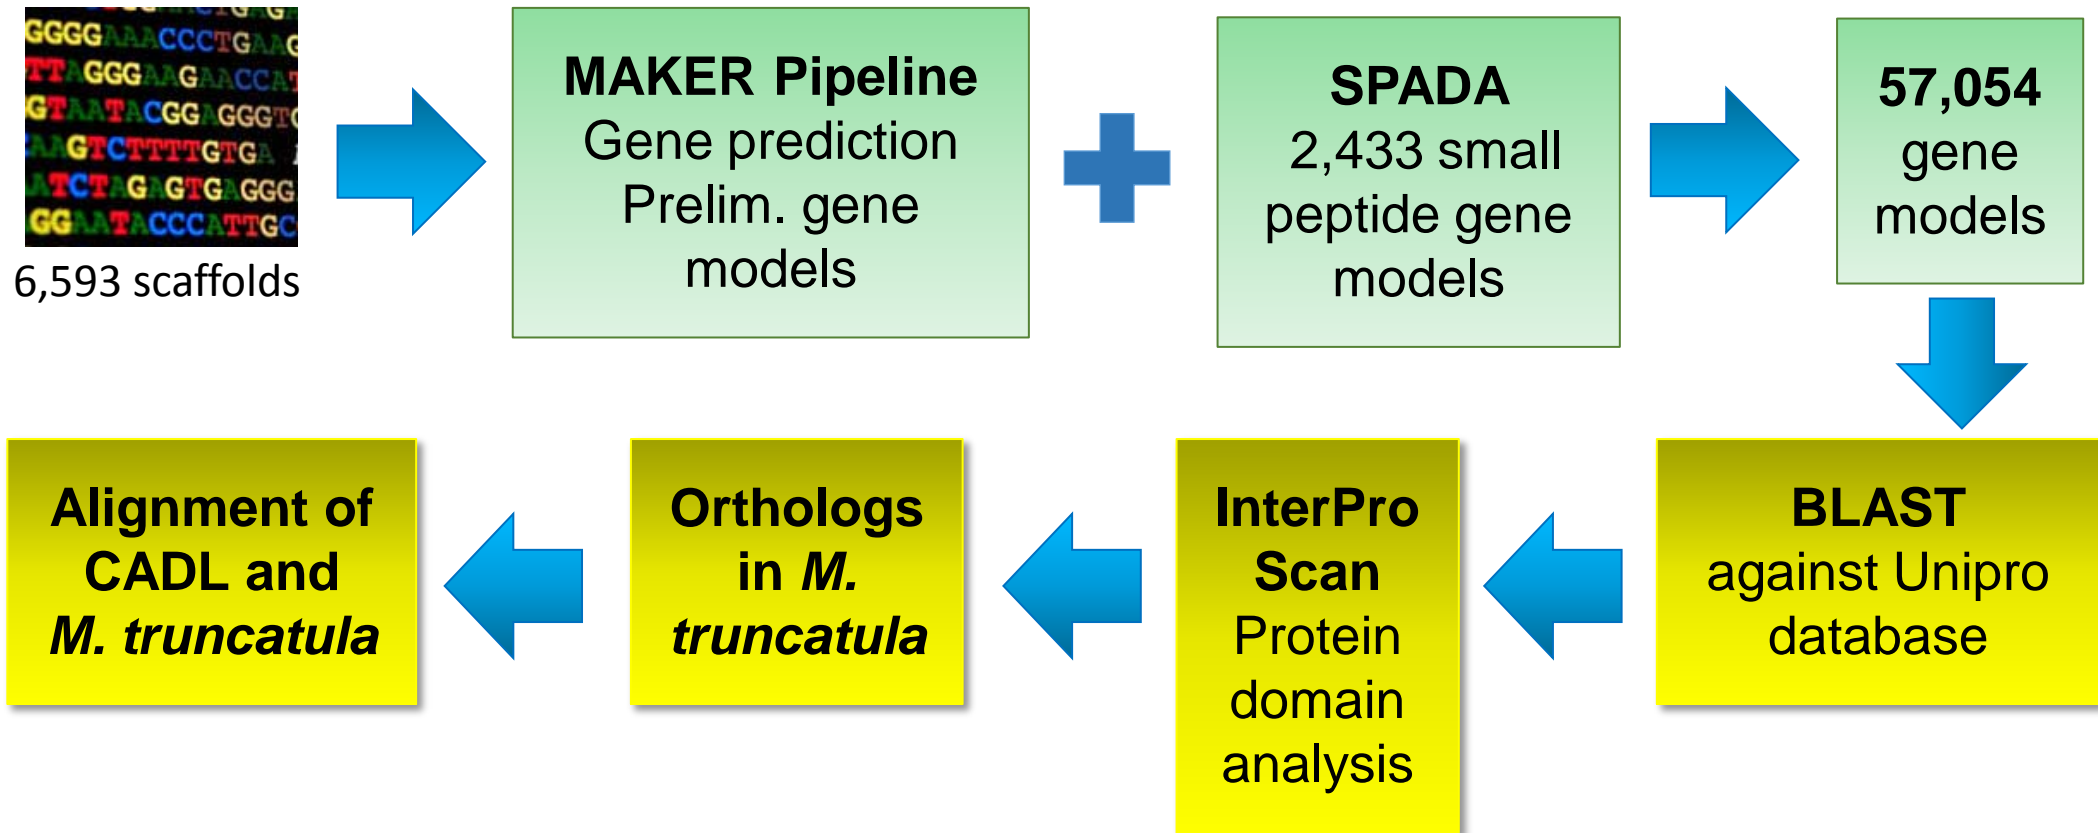 GGGGAAACCCTGAAG
TTAGGGAAGAACCAT
GTAATACGGAGGGTG
AAGTCTTTTGTGA
ATCTAGAGTGAGGG
GGAATACCCATTGC
6,593 scaffolds
MAKER Pipeline
Gene prediction
Prelim. gene
models
SPADA
2,433 small
peptide gene
models
57,054
gene
models
BLAST
against Unipro
database
InterPro
Scan
Protein
domain
analysis
Orthologs
in M.
truncatula
Alignment of
CADL and
M. truncatula